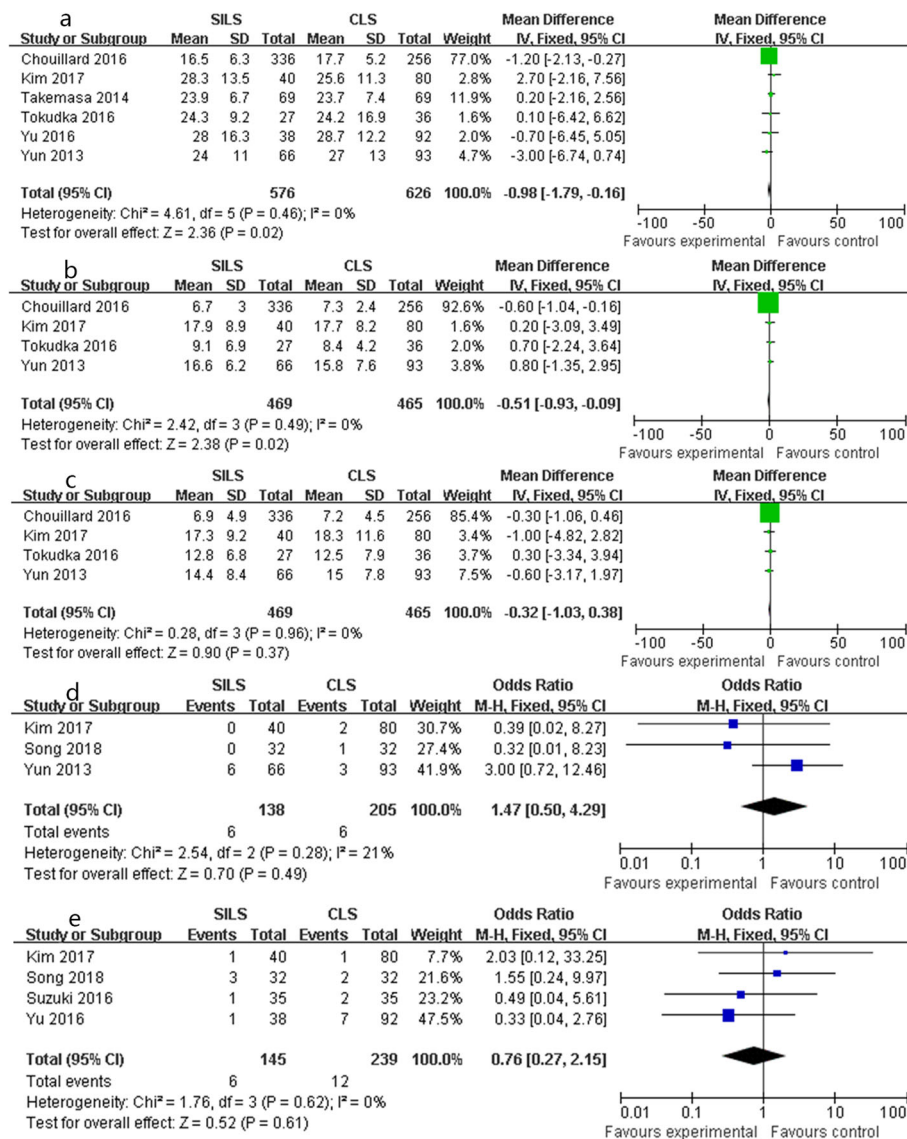 a
SILS CLS Mean Difference Mean Difference
Study or Subgroup Mean SD Total Mean SD Total Weight IV, Fixed, 95% CI IV, Fixed, 95% CI
Chouillard 2016 16.5 6.3 336 17.7 5.2 256 77.0% -1.20 [-2.13, -0.27]
Kim 2017 28.3 13.5 40 25.6 11.3 80 2.8% 2.70 [-2.16, 7.56]
Takemasa 2014 23.9 6.7 69 23.7 7.4 69 11.9% 0.20 [-2.16, 2.56]
Tokudka 2016 24.3 9.2 27 24.2 16.9 36 1.6% 0.10 [-6.42, 6.62]
Yu 2016 28 16.3 38 28.7 12.2 92 2.0% -0.70 [-6.45, 5.05]
Yun 2013 24 11 66 27 13 93 4.7% -3.00 [-6.74, 0.74]
Total (95% CI) 576 626 100.0% -0.98 [-1.79, -0.16]
Heterogeneity: Chi² = 4.61, df = 5 (P = 0.46); I² = 0%
Test for overall effect: Z = 2.36 (P = 0.02)
-100 -50 0 50 100
Favours experimental Favours control
b
SILS CLS Mean Difference Mean Difference
Study or Subgroup Mean SD Total Mean SD Total Weight IV, Fixed, 95% CI IV, Fixed, 95% CI
Chouillard 2016 6.7 3 336 7.3 2.4 256 92.6% -0.60 [-1.04, -0.16]
Kim 2017 17.9 8.9 40 17.7 8.2 80 1.6% 0.20 [-3.09, 3.49]
Tokudka 2016 9.1 6.9 27 8.4 4.2 36 2.0% 0.70 [-2.24, 3.64]
Yun 2013 16.6 6.2 66 15.8 7.6 93 3.8% 0.80 [-1.35, 2.95]
Total (95% CI) 469 465 100.0% -0.51 [-0.93, -0.09]
Heterogeneity: Chi² = 2.42, df = 3 (P = 0.49); I² = 0%
Test for overall effect: Z = 2.38 (P = 0.02)
-100 -50 0 50 100
Favours experimental Favours control
c
SILS CLS Mean Difference Mean Difference
Study or Subgroup Mean SD Total Mean SD Total Weight IV, Fixed, 95% CI IV, Fixed, 95% CI
Chouillard 2016 6.9 4.9 336 7.2 4.5 256 85.4% -0.30 [-1.06, 0.46]
Kim 2017 17.3 9.2 40 18.3 11.6 80 3.4% -1.00 [-4.82, 2.82]
Tokudka 2016 12.8 6.8 27 12.5 7.9 36 3.7% 0.30 [-3.34, 3.94]
Yun 2013 14.4 8.4 66 15 7.8 93 7.5% -0.60 [-3.17, 1.97]
Total (95% CI) 469 465 100.0% -0.32 [-1.03, 0.38]
Heterogeneity: Chi² = 0.28, df = 3 (P = 0.96); I² = 0%
Test for overall effect: Z = 0.90 (P = 0.37)
-100 -50 0 50 100
Favours experimental Favours control
d
SILS CLS Odds Ratio Odds Ratio
Study or Subgroup Events Total Events Total Weight M-H, Fixed, 95% CI M-H, Fixed, 95% CI
Kim 2017 0 40 2 80 30.7% 0.39 [0.02, 8.27]
Song 2018 0 32 1 32 27.4% 0.32 [0.01, 8.23]
Yun 2013 6 66 3 93 41.9% 3.00 [0.72, 12.46]
Total (95% CI) 138 205 100.0% 1.47 [0.50, 4.29]
Total events 6 6
Heterogeneity: Chi² = 2.54, df = 2 (P = 0.28); I² = 21%
Test for overall effect: Z = 0.70 (P = 0.49)
0.01 0.1 1 10 100
Favours experimental Favours control
e
SILS CLS Odds Ratio Odds Ratio
Study or Subgroup Events Total Events Total Weight M-H, Fixed, 95% CI M-H, Fixed, 95% CI
Kim 2017 1 40 1 80 7.7% 2.03 [0.12, 33.25]
Song 2018 3 32 2 32 21.6% 1.55 [0.24, 9.97]
Suzuki 2016 1 35 2 35 23.2% 0.49 [0.04, 5.61]
Yu 2016 1 38 7 92 47.5% 0.33 [0.04, 2.76]
Total (95% CI) 145 239 100.0% 0.76 [0.27, 2.15]
Total events 6 12
Heterogeneity: Chi² = 1.76, df = 3 (P = 0.62); I² = 0%
Test for overall effect: Z = 0.52 (P = 0.61)
0.01 0.1 1 10 100
Favours experimental Favours control